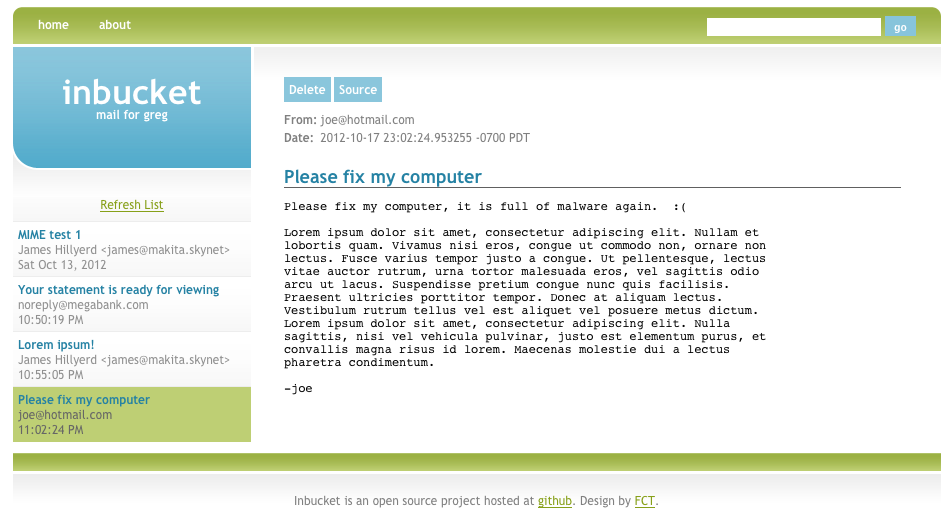 home about go
inbucket
mail for greg
Refresh List
MIME test 1
James Hillyerd <james@makita.skynet>
Sat Oct 13, 2012
Your statement is ready for viewing
noreply@megabank.com
10:50:19 PM
Lorem ipsum!
James Hillyerd <james@makita.skynet>
10:55:05 PM
Please fix my computer
joe@hotmail.com
11:02:24 PM
Delete Source
From: joe@hotmail.com
Date: 2012-10-17 23:02:24.953255 -0700 PDT
Please fix my computer
Please fix my computer, it is full of malware again.  :(
Lorem ipsum dolor sit amet, consectetur adipiscing elit. Nullam et
lobortis quam. Vivamus nisi eros, congue ut commodo non, ornare non
lectus. Fusce varius tempor justo a congue. Ut pellentesque, lectus
vitae auctor rutrum, urna tortor malesuada eros, vel sagittis odio
arcu ut lacus. Suspendisse pretium congue nunc quis facilisis.
Praesent ultricies porttitor tempor. Donec at aliquam lectus.
Vestibulum rutrum tellus vel est aliquet vel posuere metus dictum.
Lorem ipsum dolor sit amet, consectetur adipiscing elit. Nulla
sagittis, nisi vel vehicula pulvinar, justo est elementum purus, et
convallis magna risus id lorem. Maecenas molestie dui a lectus
pharetra condimentum.
-joe
Inbucket is an open source project hosted at github. Design by FCT.